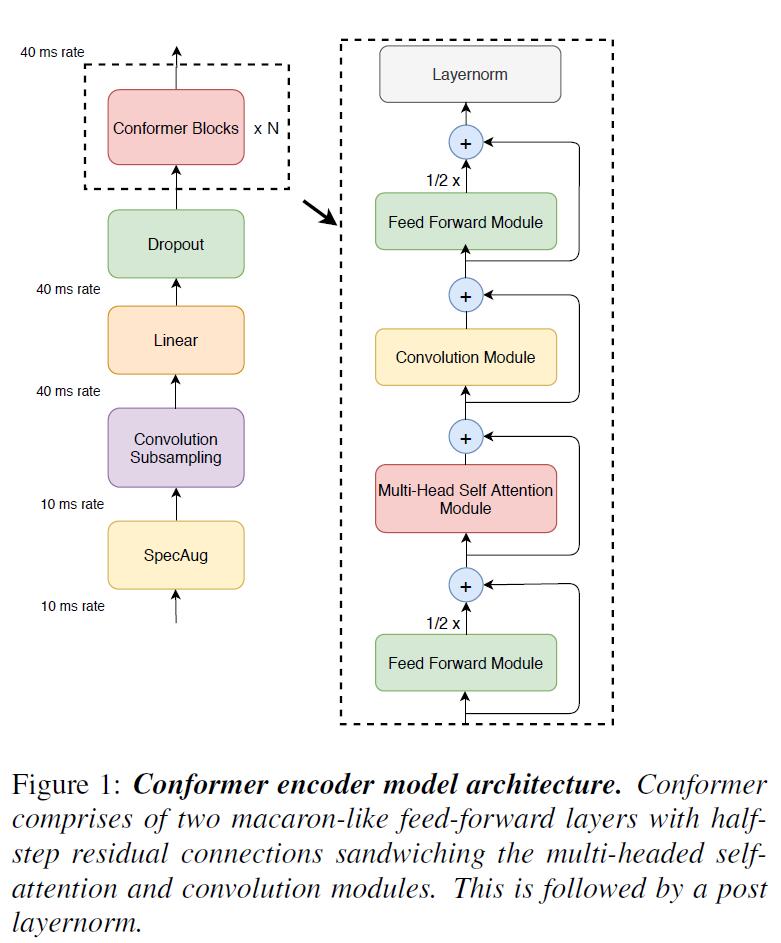 40 ms rate
Conformer Blocks
x N
Dropout
40 ms rate
Linear
40 ms rate
Convolution
Subsampling
10 ms rate
SpecAug
10 ms rate
Layernorm
+
1/2 x
Feed Forward Module
+
Convolution Module
+
Multi-Head Self Attention
Module
+
1/2 x
Feed Forward Module
Figure 1: Conformer encoder model architecture. Conformer
comprises of two macaron-like feed-forward layers with half-
step residual connections sandwiching the multi-headed self-
attention and convolution modules. This is followed by a post
layernorm.